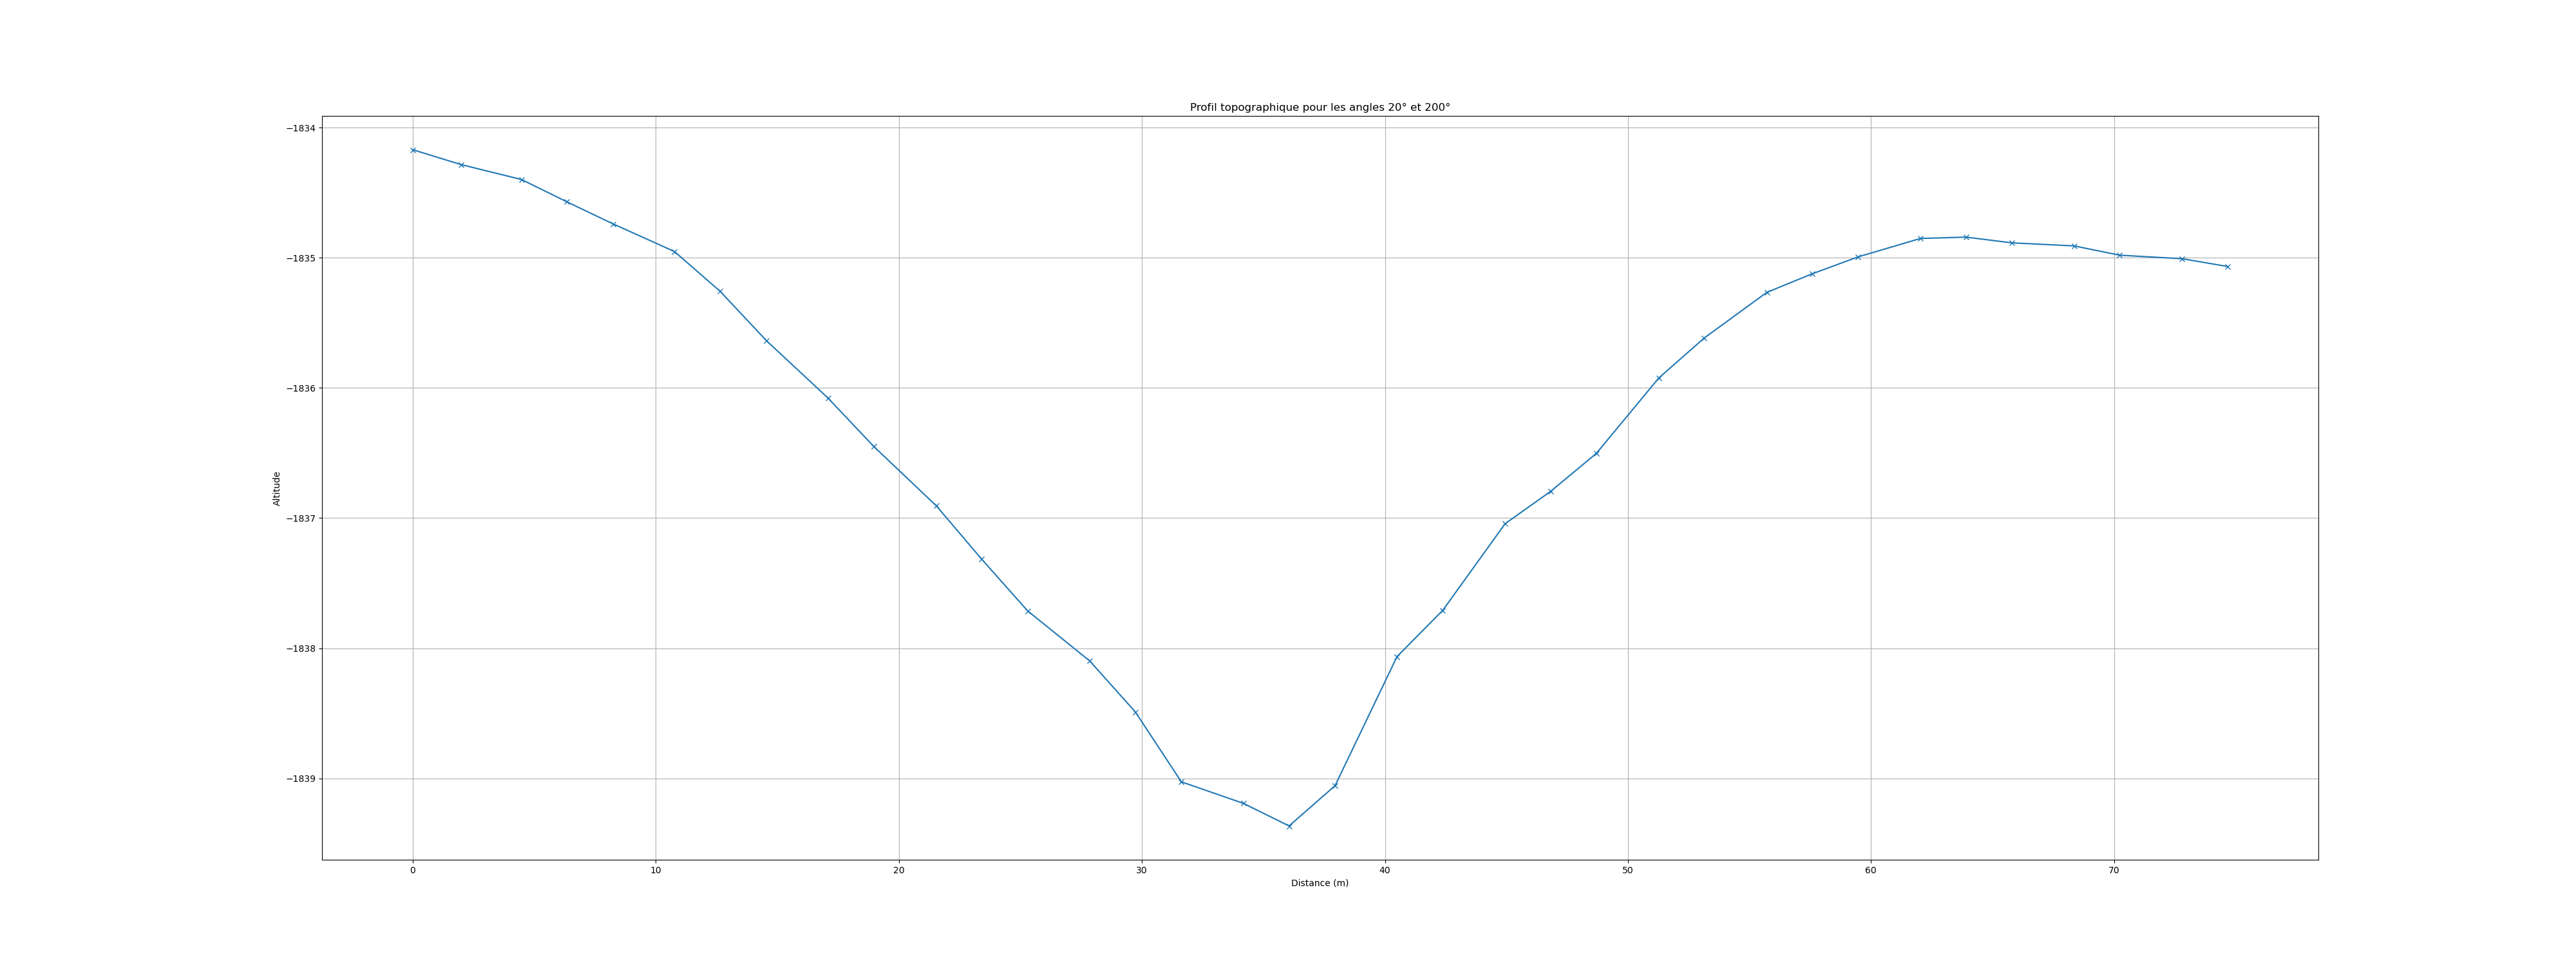 Profil topographique pour les angles 20° et 200°
−1834
−1835
−1836
−1837
−1838
−1839
Altitude
0 10 20 30 40 50 60 70
Distance (m)